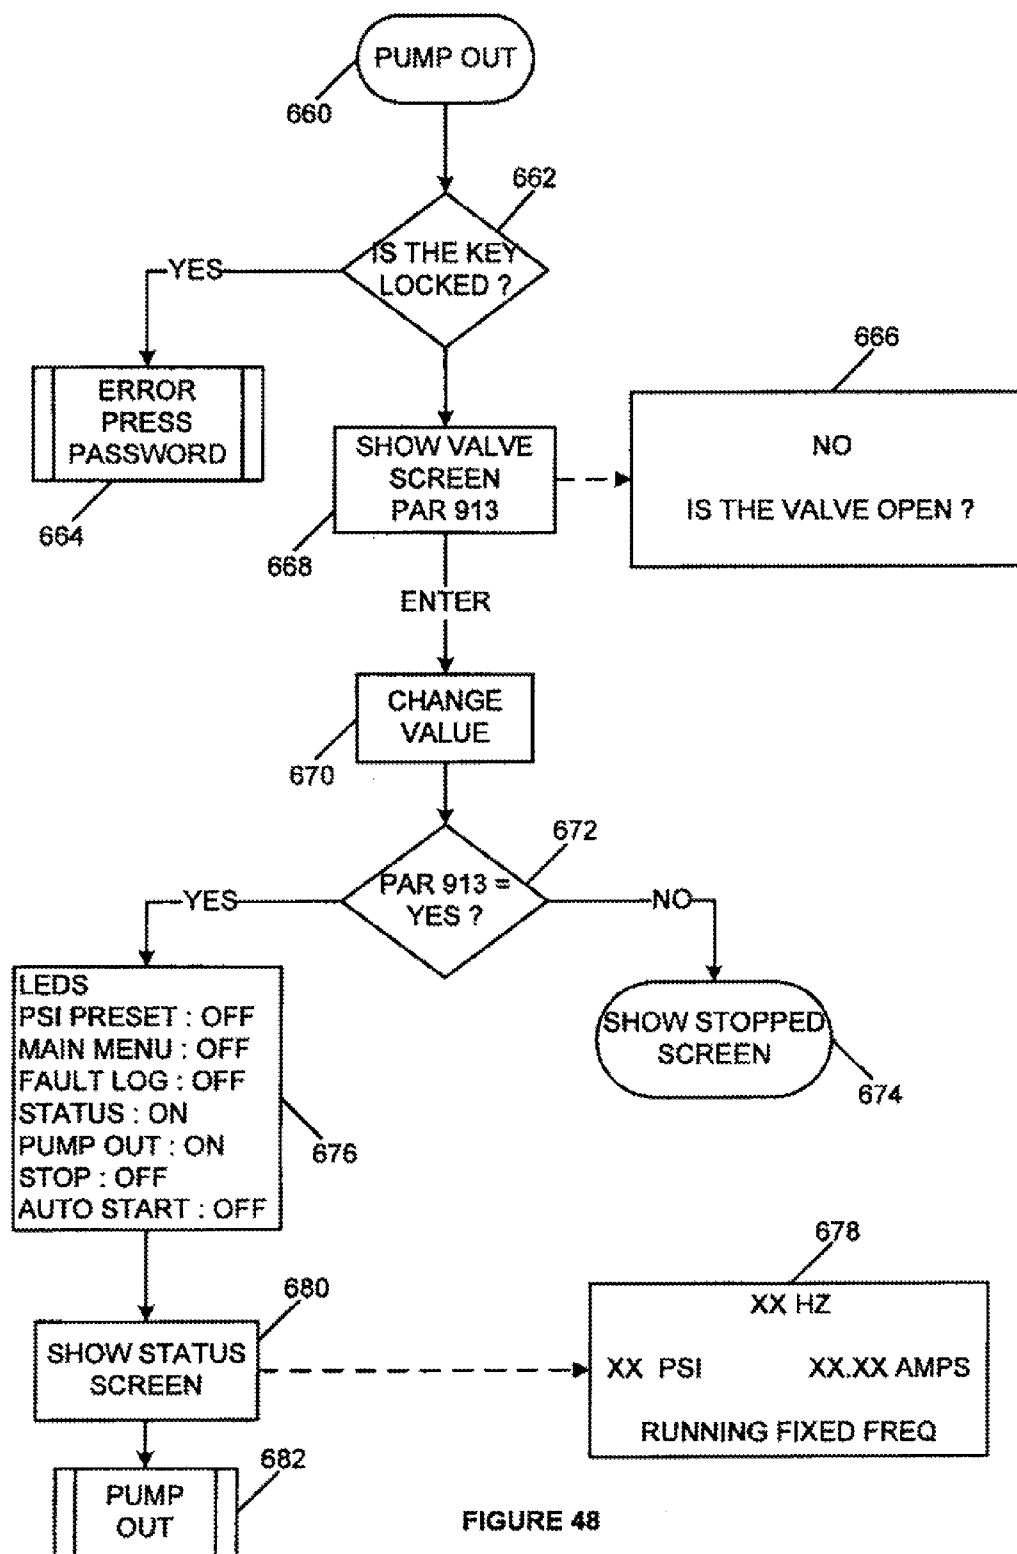 PUMP OUT
660
662
IS THE KEY
LOCKED ?
YES
ERROR
PRESS
PASSWORD
664
666
NO
IS THE VALVE OPEN ?
SHOW VALVE
SCREEN
PAR 913
668
ENTER
CHANGE
VALUE
670
672
PAR 913 =
YES ?
YES
NO
LEDS
PSI PRESET : OFF
MAIN MENU : OFF
FAULT LOG : OFF
STATUS : ON
PUMP OUT : ON
STOP : OFF
AUTO START : OFF
676
SHOW STOPPED
SCREEN
674
678
XX HZ
XX PSI XX.XX AMPS
RUNNING FIXED FREQ
680
SHOW STATUS
SCREEN
682
PUMP
OUT
FIGURE 48